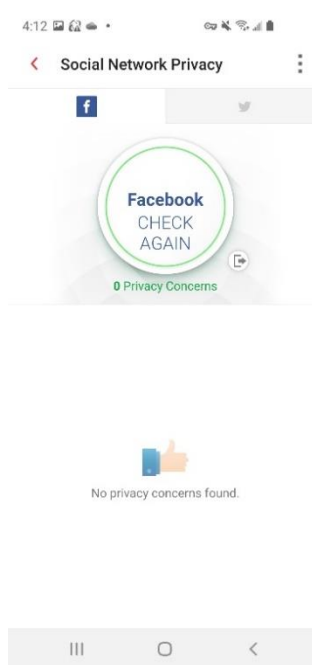 4:12
Social Network Privacy
Facebook
CHECK
AGAIN
0 Privacy Concerns
No privacy concerns found.